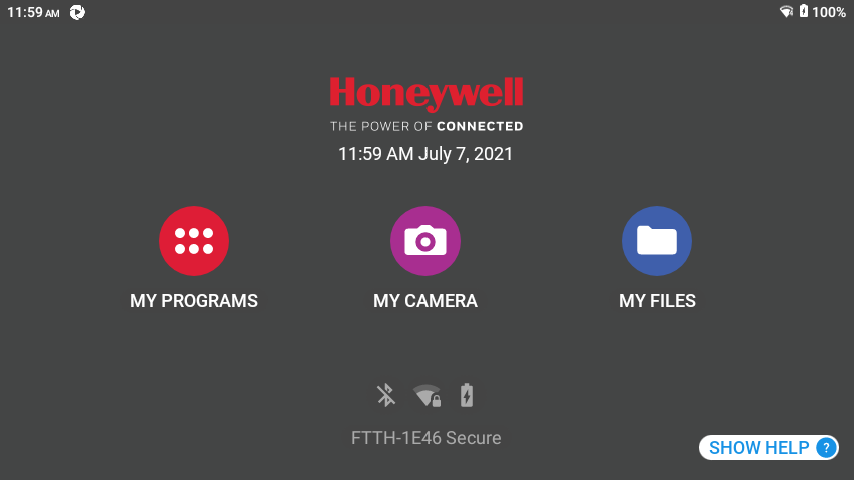 11:59 AM
100%
Honeywell
THE POWER OF CONNECTED
11:59 AM July 7, 2021
MY PROGRAMS
MY CAMERA
MY FILES
FTTH-1E46 Secure
SHOW HELP ?